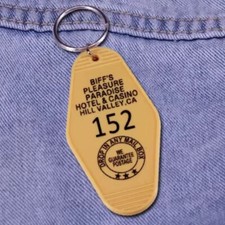 BIFF'S
PLEASURE
PARADISE
HOTEL & CASINO
HILL VALLEY, CA
152
DROP IN ANY MAIL BOX
WE
GUARANTEE
POSTAGE